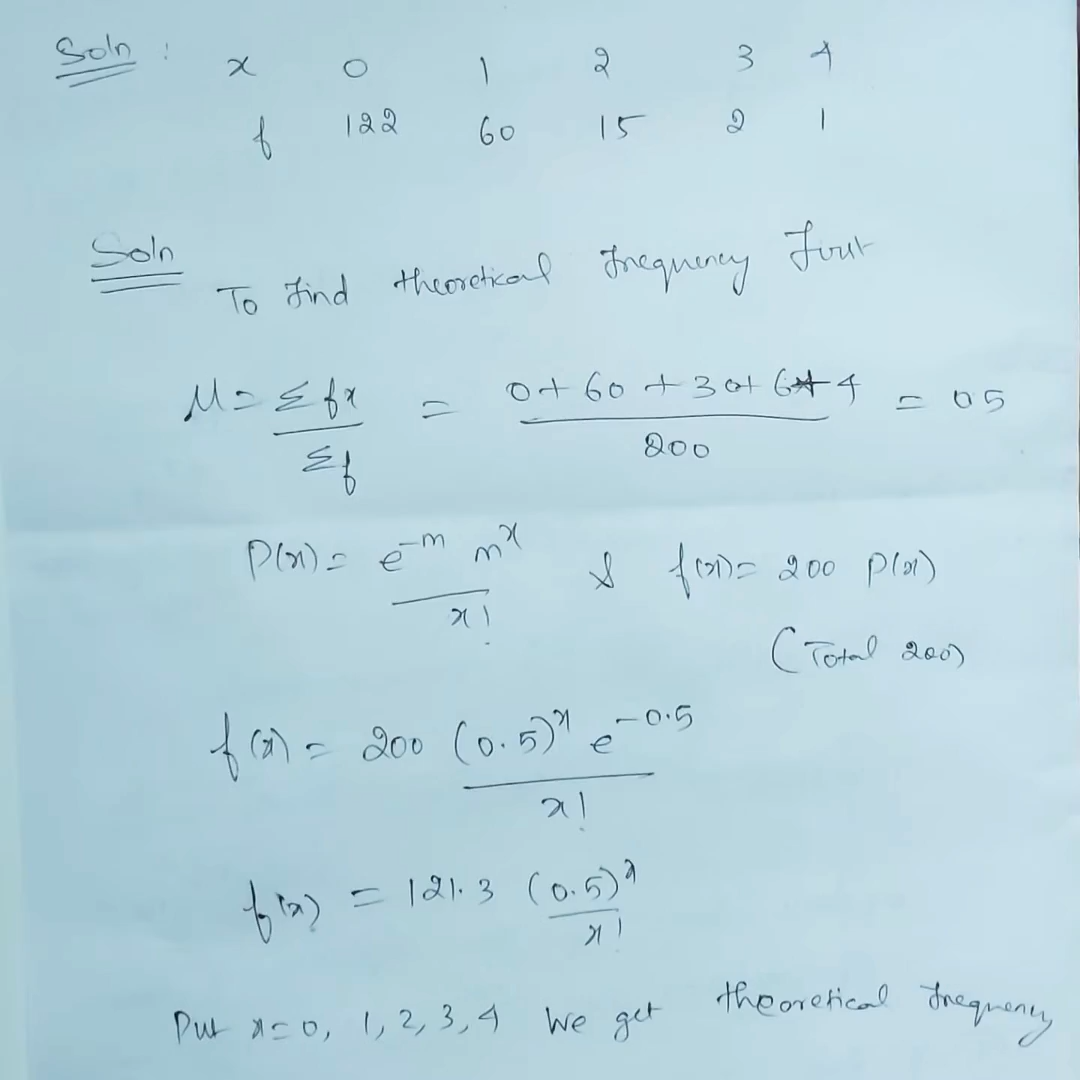 Soln :
x 0 1 2 3 4
f 122 60 15 2 1
Soln
To find theoretical frequency first
M = Σfx / Σf = 0 + 60 + 30 + 6 + 4 / 200 = 05
P(x) = e^-m m^x / x! & f(x) = 200 P(x)
(Total 200)
f(x) = 200 (0.5)^x e^-0.5 / x!
f(x) = 121.3 (0.5)^x / x!
Put x = 0, 1, 2, 3, 4 we get theoretical frequency